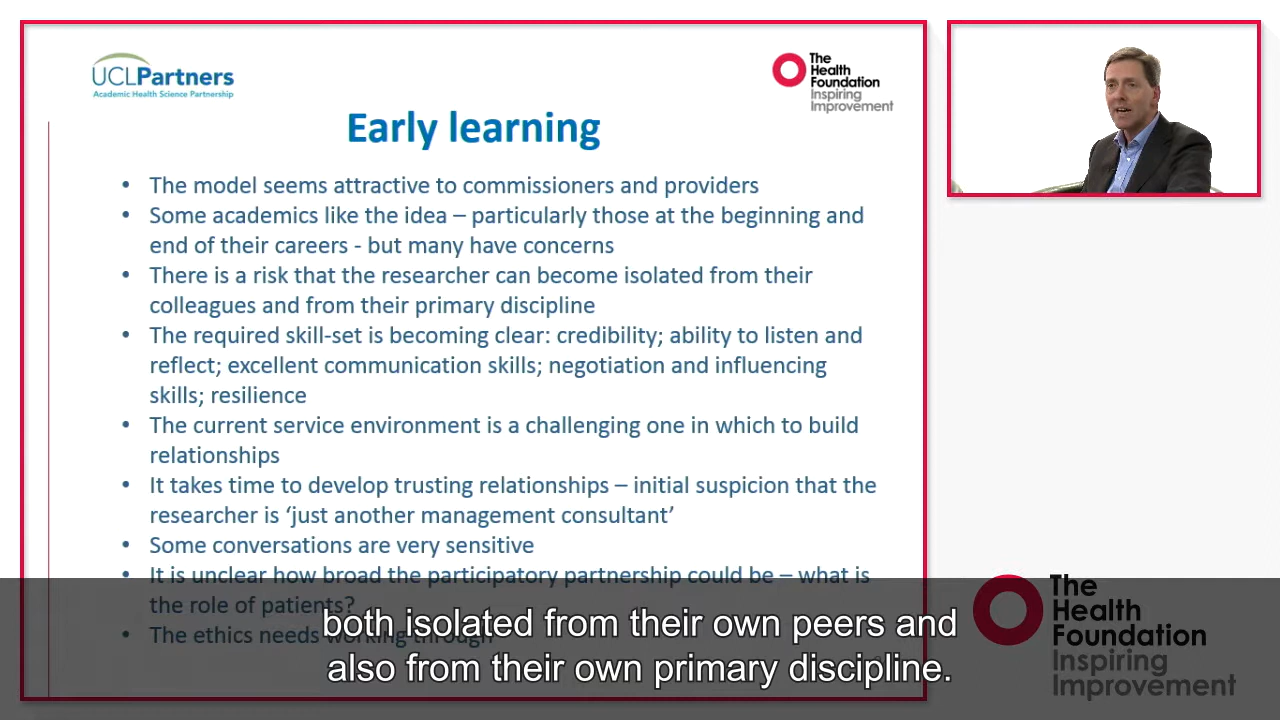 UCLPartners
Academic Health Science Partnership
The
Health
Foundation
Inspiring
Improvement
Early learning
• The model seems attractive to commissioners and providers
• Some academics like the idea – particularly those at the beginning and
end of their careers - but many have concerns
• There is a risk that the researcher can become isolated from their
colleagues and from their primary discipline
• The required skill-set is becoming clear: credibility; ability to listen and
reflect; excellent communication skills; negotiation and influencing
skills; resilience
• The current service environment is a challenging one in which to build
relationships
• It takes time to develop trusting relationships – initial suspicion that the
researcher is ‘just another management consultant’
• Some conversations are very sensitive
• It is unclear how broad the participatory partnership could be – what is
the role of patients?
• The ethics needs working through
both isolated from their own peers and
also from their own primary discipline.
The
Health
Foundation
Inspiring
Improvement